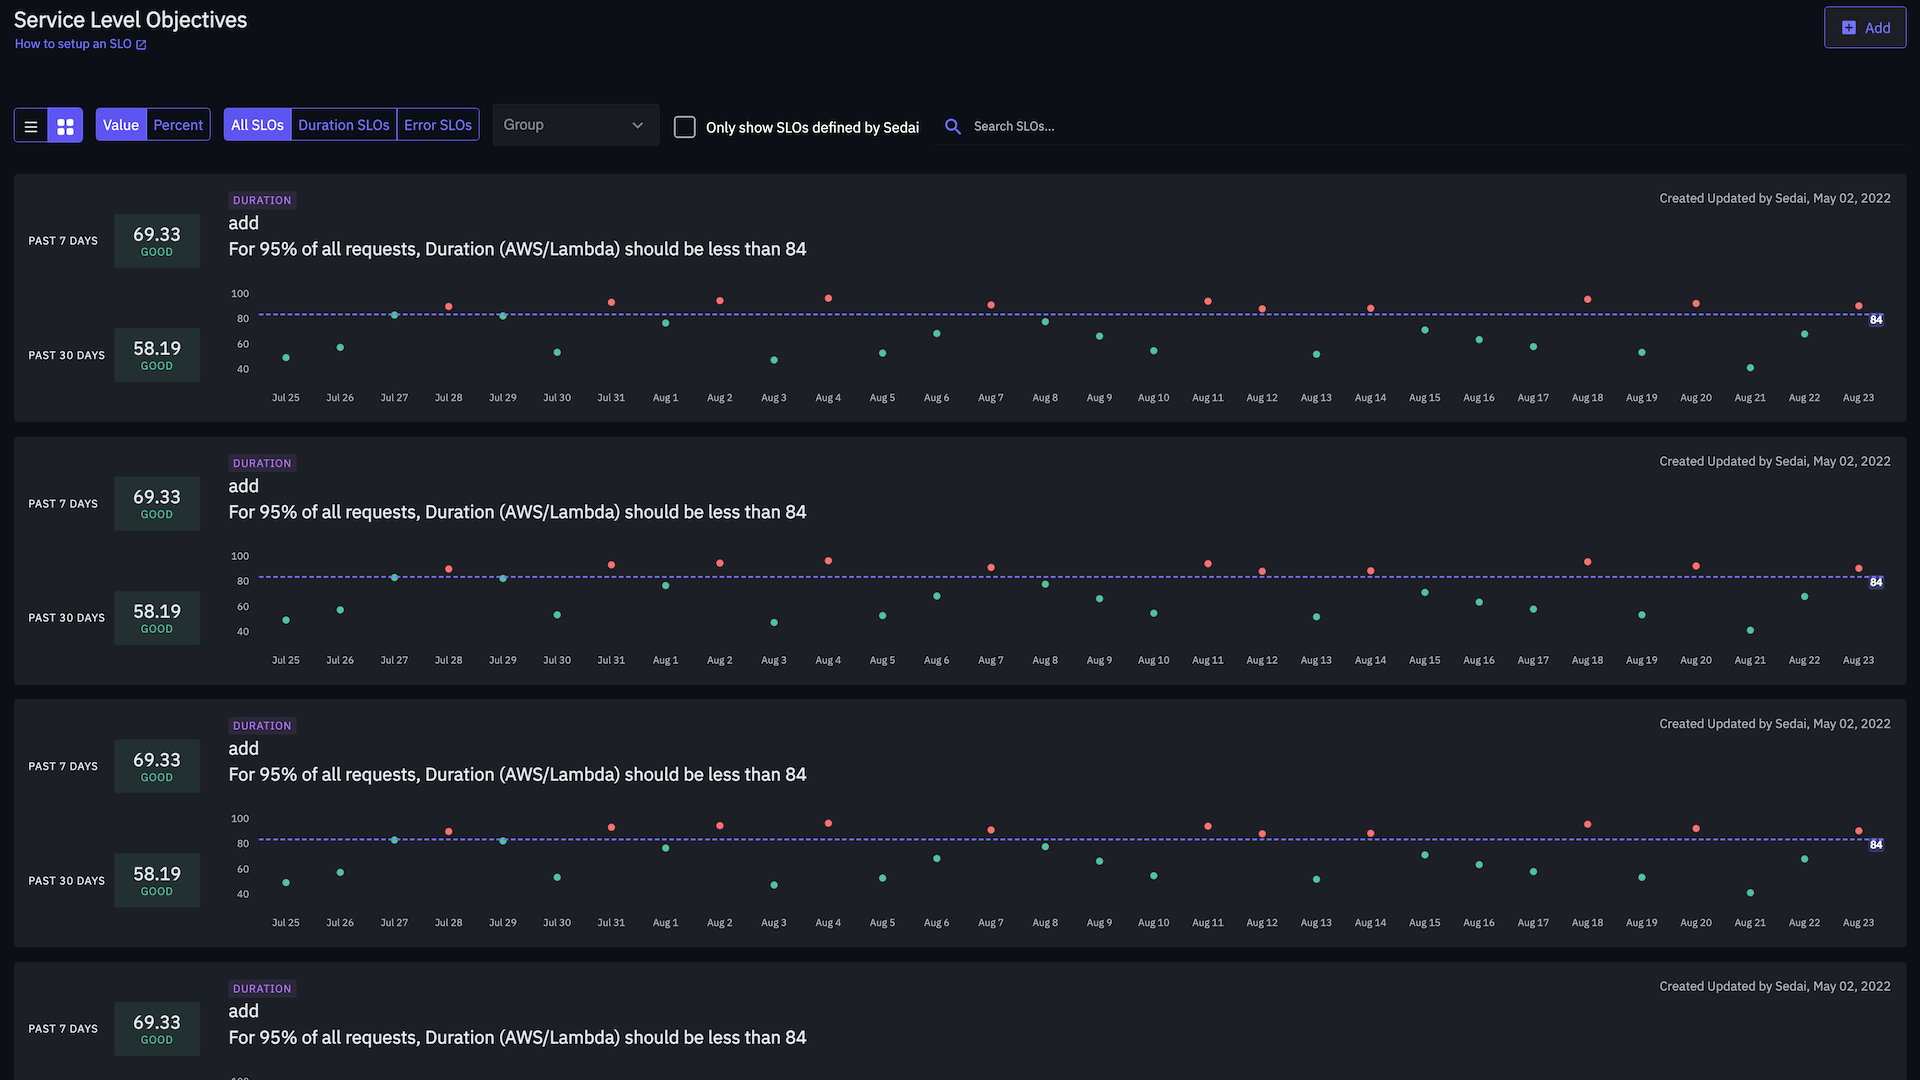 Service Level Objectives
How to setup an SLO
Add
Value Percent All SLOs Duration SLOs Error SLOs Group Only show SLOs defined by Sedai Search SLOs...
DURATION
Created Updated by Sedai, May 02, 2022
add
For 95% of all requests, Duration (AWS/Lambda) should be less than 84
PAST 7 DAYS
69.33
GOOD
PAST 30 DAYS
58.19
GOOD
100
80
60
40
84
Jul 25 Jul 26 Jul 27 Jul 28 Jul 29 Jul 30 Jul 31 Aug 1 Aug 2 Aug 3 Aug 4 Aug 5 Aug 6 Aug 7 Aug 8 Aug 9 Aug 10 Aug 11 Aug 12 Aug 13 Aug 14 Aug 15 Aug 16 Aug 17 Aug 18 Aug 19 Aug 20 Aug 21 Aug 22 Aug 23
DURATION
Created Updated by Sedai, May 02, 2022
add
For 95% of all requests, Duration (AWS/Lambda) should be less than 84
PAST 7 DAYS
69.33
GOOD
PAST 30 DAYS
58.19
GOOD
100
80
60
40
84
Jul 25 Jul 26 Jul 27 Jul 28 Jul 29 Jul 30 Jul 31 Aug 1 Aug 2 Aug 3 Aug 4 Aug 5 Aug 6 Aug 7 Aug 8 Aug 9 Aug 10 Aug 11 Aug 12 Aug 13 Aug 14 Aug 15 Aug 16 Aug 17 Aug 18 Aug 19 Aug 20 Aug 21 Aug 22 Aug 23
DURATION
Created Updated by Sedai, May 02, 2022
add
For 95% of all requests, Duration (AWS/Lambda) should be less than 84
PAST 7 DAYS
69.33
GOOD
PAST 30 DAYS
58.19
GOOD
100
80
60
40
84
Jul 25 Jul 26 Jul 27 Jul 28 Jul 29 Jul 30 Jul 31 Aug 1 Aug 2 Aug 3 Aug 4 Aug 5 Aug 6 Aug 7 Aug 8 Aug 9 Aug 10 Aug 11 Aug 12 Aug 13 Aug 14 Aug 15 Aug 16 Aug 17 Aug 18 Aug 19 Aug 20 Aug 21 Aug 22 Aug 23
DURATION
Created Updated by Sedai, May 02, 2022
add
For 95% of all requests, Duration (AWS/Lambda) should be less than 84
PAST 7 DAYS
69.33
GOOD